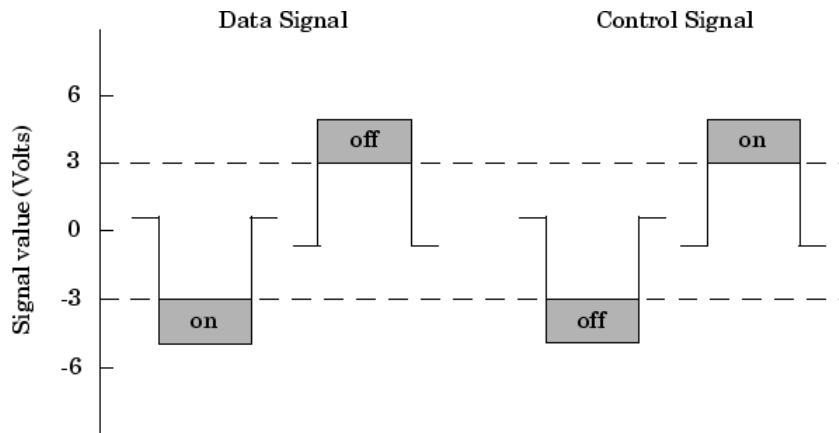 Data Signal
Control Signal
Signal value (Volts)
6
3
0
-3
-6
off
on
on
off